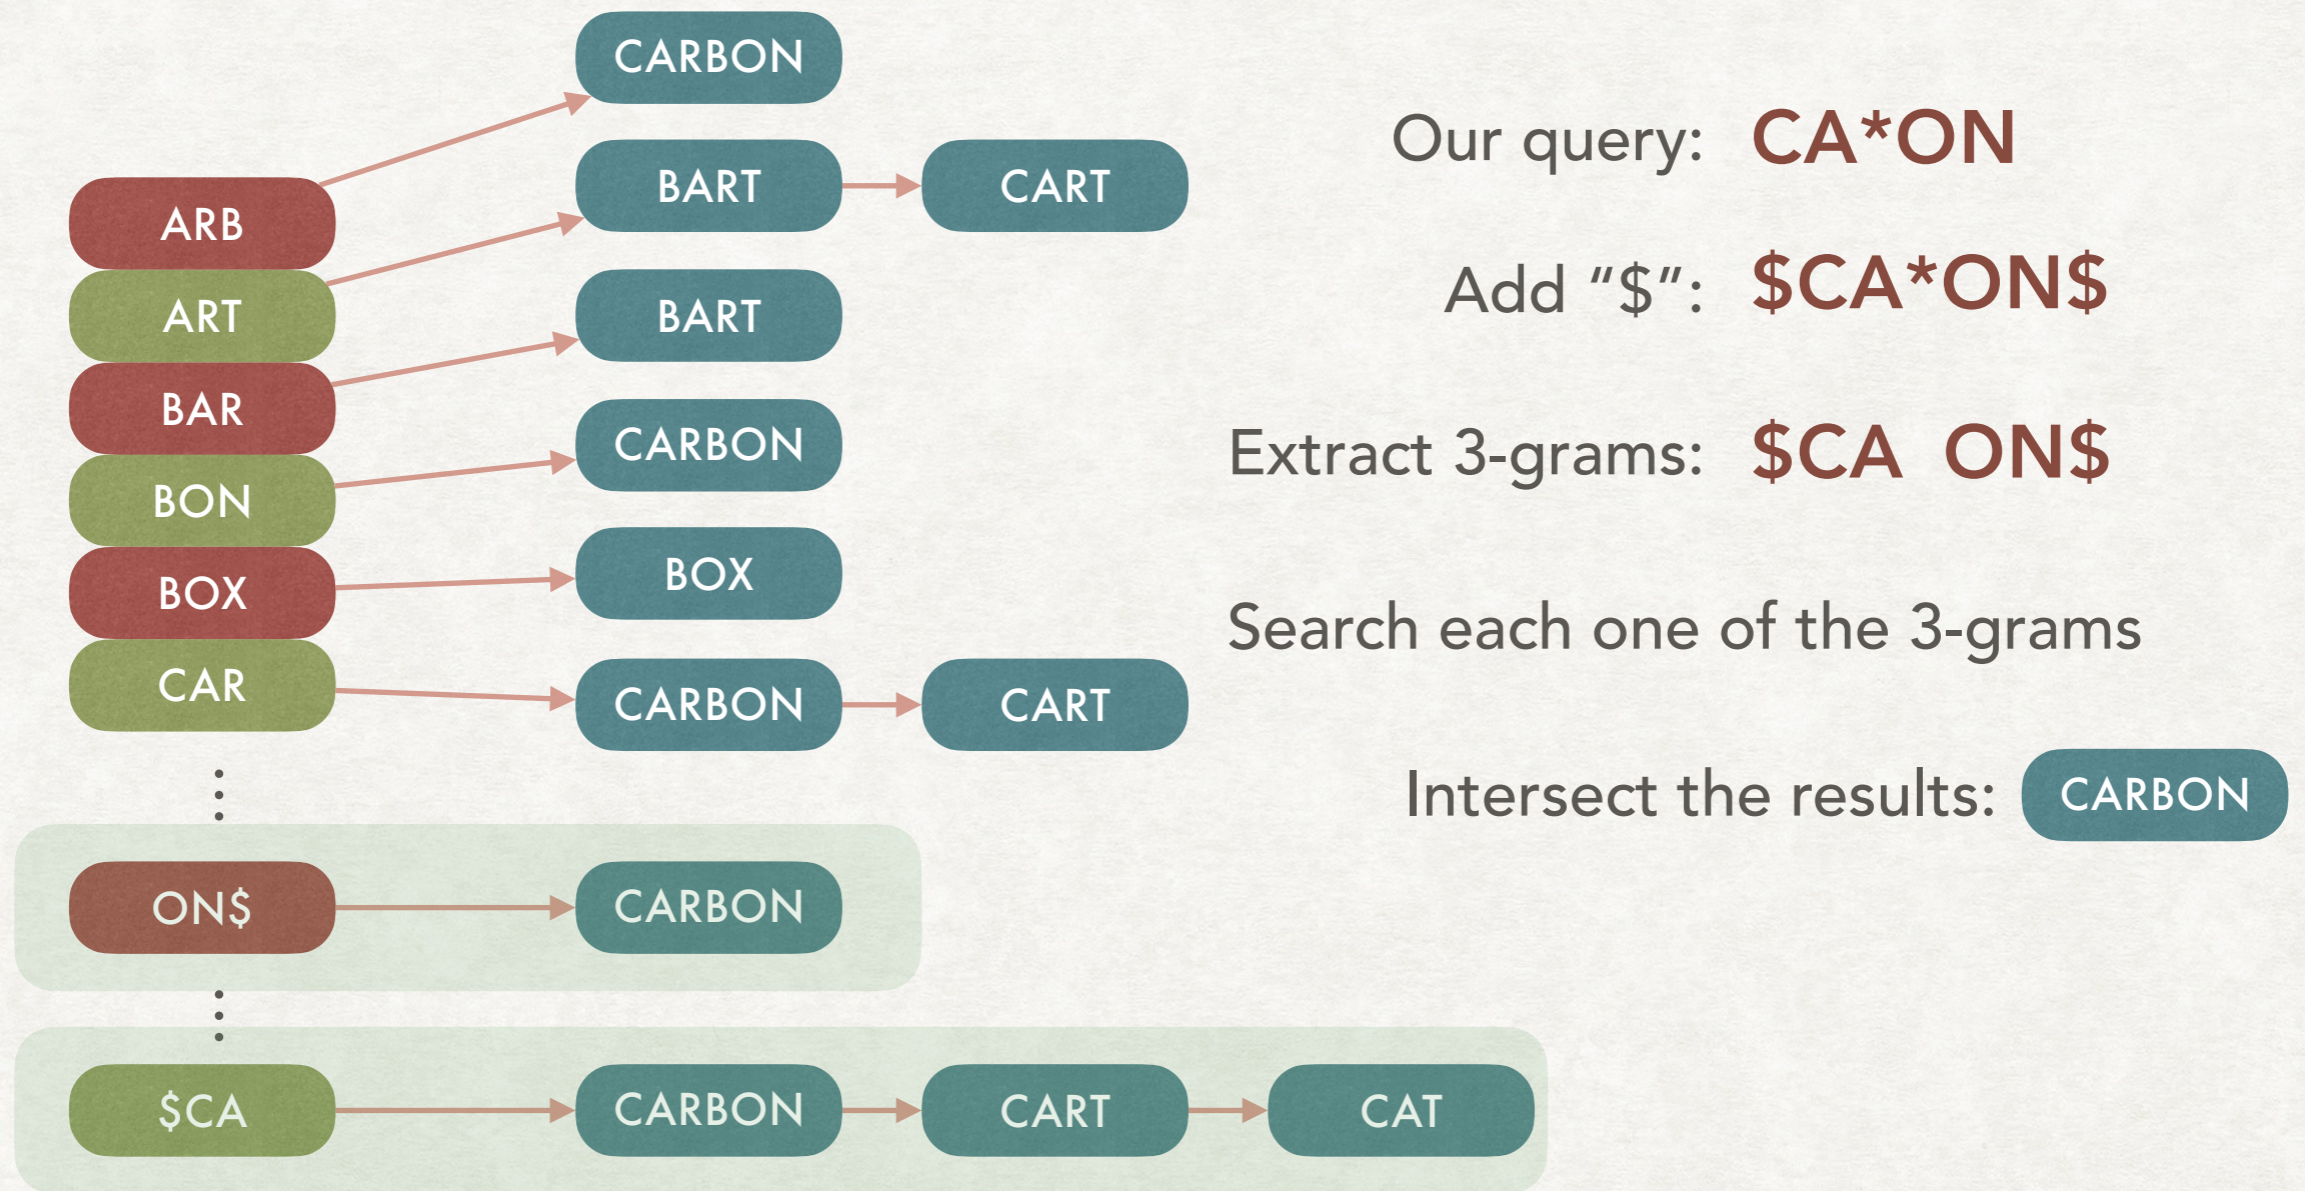 CARBON
BART CART
ARB
ART
BART
BAR
CARBON
BON
BOX
BOX
CAR
CARBON CART
ON$ CARBON
$CA CARBON CART CAT
Our query: CA*ON
Add “$”: $CA*ON$
Extract 3-grams: $CA ON$
Search each one of the 3-grams
Intersect the results: CARBON